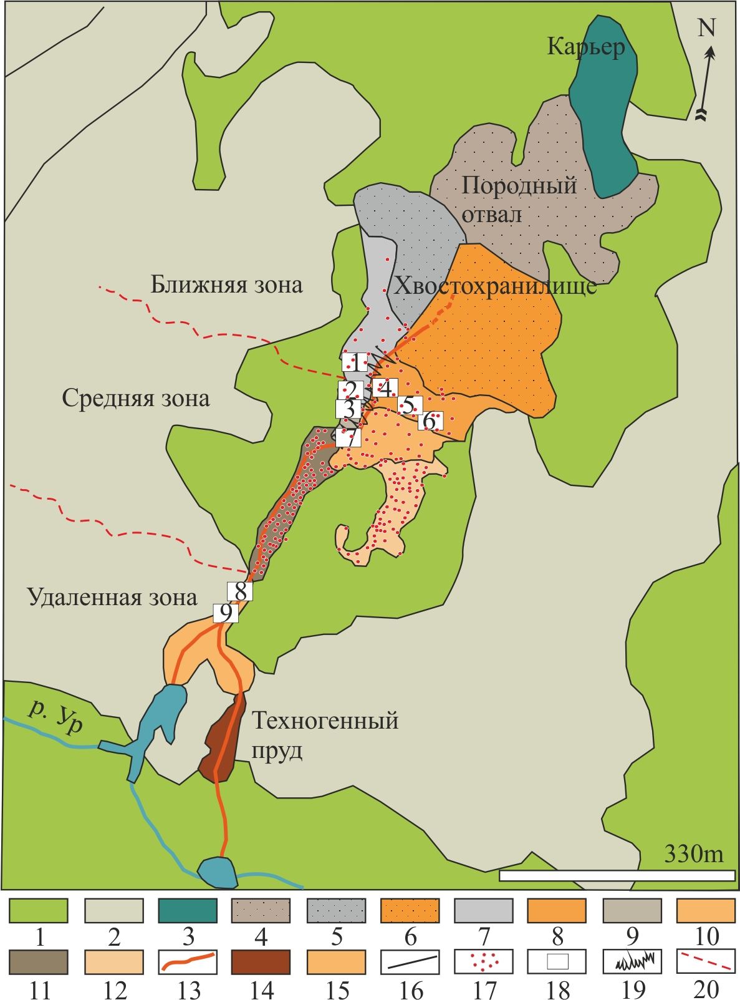 N
Карьер
Породный
отвал
Ближняя зона
Хвостохранилище
1
2
4
Средняя зона
3
5
6
7
8
Удаленная зона
9
р. Ур
Техногенный
пруд
330m
1 2 3 4 5 6 7 8 9 10
11 12 13 14 15 16 17 18 19 20